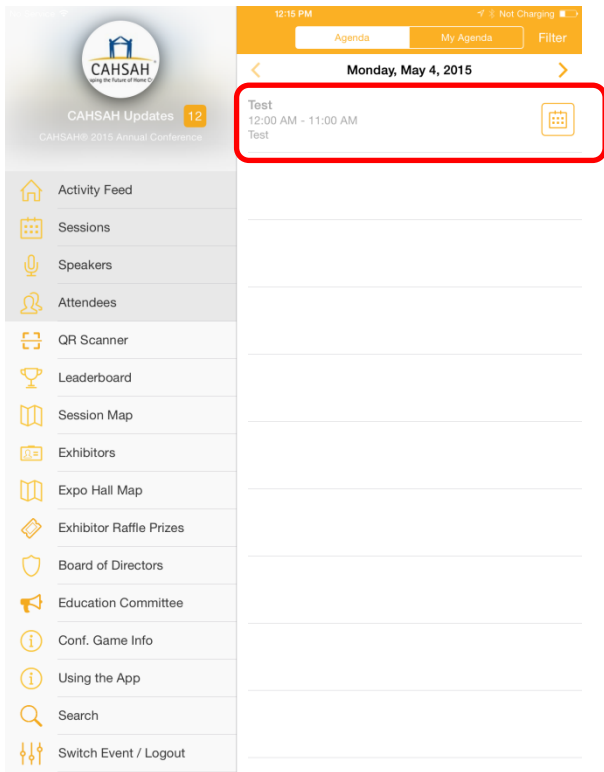 CAHSAH
CAHSAH Updates 12
CAHSAH® 2015 Annual Conference
Activity Feed
Sessions
Speakers
Attendees
QR Scanner
Leaderboard
Session Map
Exhibitors
Expo Hall Map
Exhibitor Raffle Prizes
Board of Directors
Education Committee
Conf. Game Info
Using the App
Search
Switch Event / Logout
12:15 PM Not Charging
Agenda My Agenda Filter
Monday, May 4, 2015
Test
12:00 AM - 11:00 AM
Test